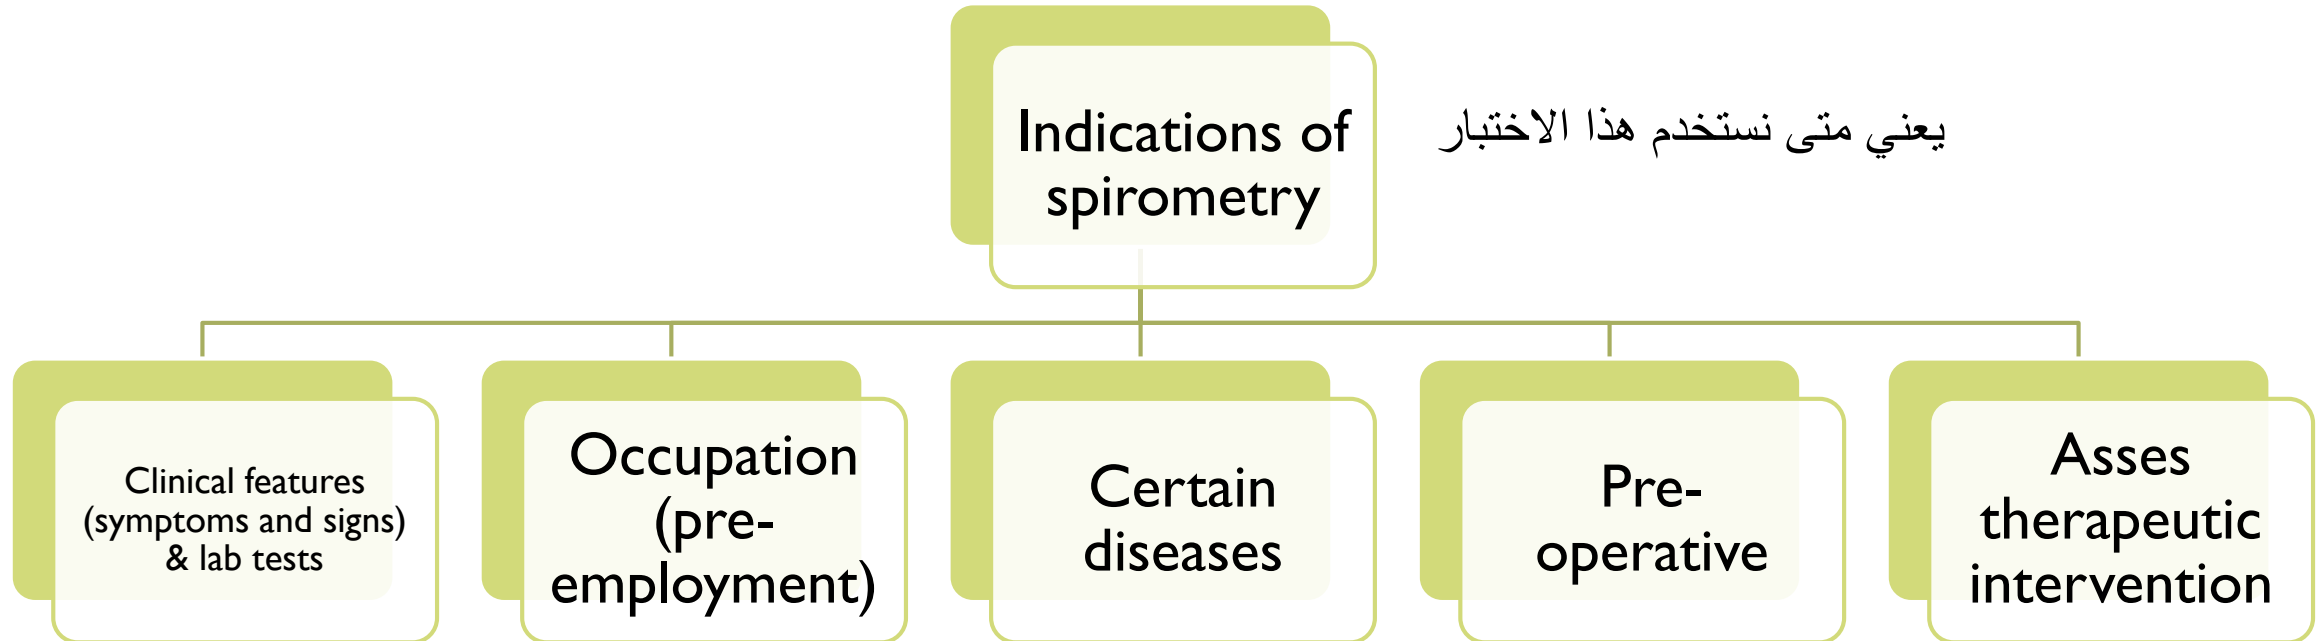 Indications of
spirometry
يعني متى نستخدم هذا الاختبار
Clinical features
(symptoms and signs)
& lab tests
Occupation
(pre-
employment)
Certain
diseases
Pre-
operative
Asses
therapeutic
intervention